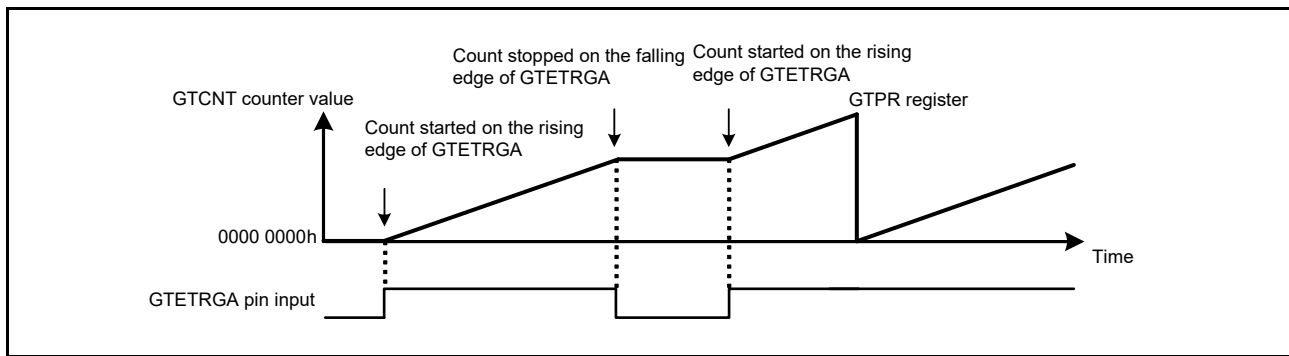 Count stopped on the falling
edge of GTETRGA
Count started on the rising
edge of GTETRGA
GTCNT counter value
GTPR register
Count started on the rising
edge of GTETRGA
0000 0000h
Time
GTETRGA pin input